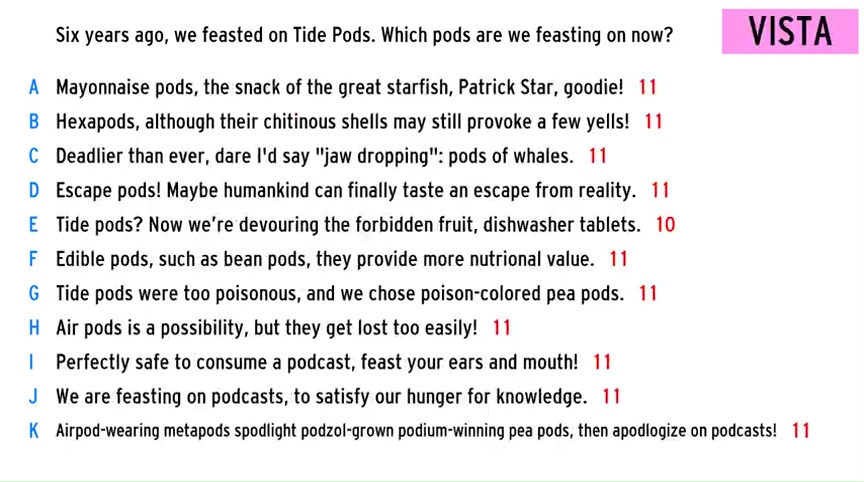 Six years ago, we feasted on Tide Pods. Which pods are we feasting on now?
VISTA
A Mayonnaise pods, the snack of the great starfish, Patrick Star, goodie! 11
B Hexapods, although their chitinous shells may still provoke a few yells! 11
C Deadlier than ever, dare I'd say "jaw dropping": pods of whales. 11
D Escape pods! Maybe humankind can finally taste an escape from reality. 11
E Tide pods? Now we're devouring the forbidden fruit, dishwasher tablets. 10
F Edible pods, such as bean pods, they provide more nutrional value. 11
G Tide pods were too poisonous, and we chose poison-colored pea pods. 11
H Air pods is a possibility, but they get lost too easily! 11
I Perfectly safe to consume a podcast, feast your ears and mouth! 11
J We are feasting on podcasts, to satisfy our hunger for knowledge. 11
K Airpod-wearing metapods spodlight podzol-grown podium-winning pea pods, then apodlogize on podcasts! 11